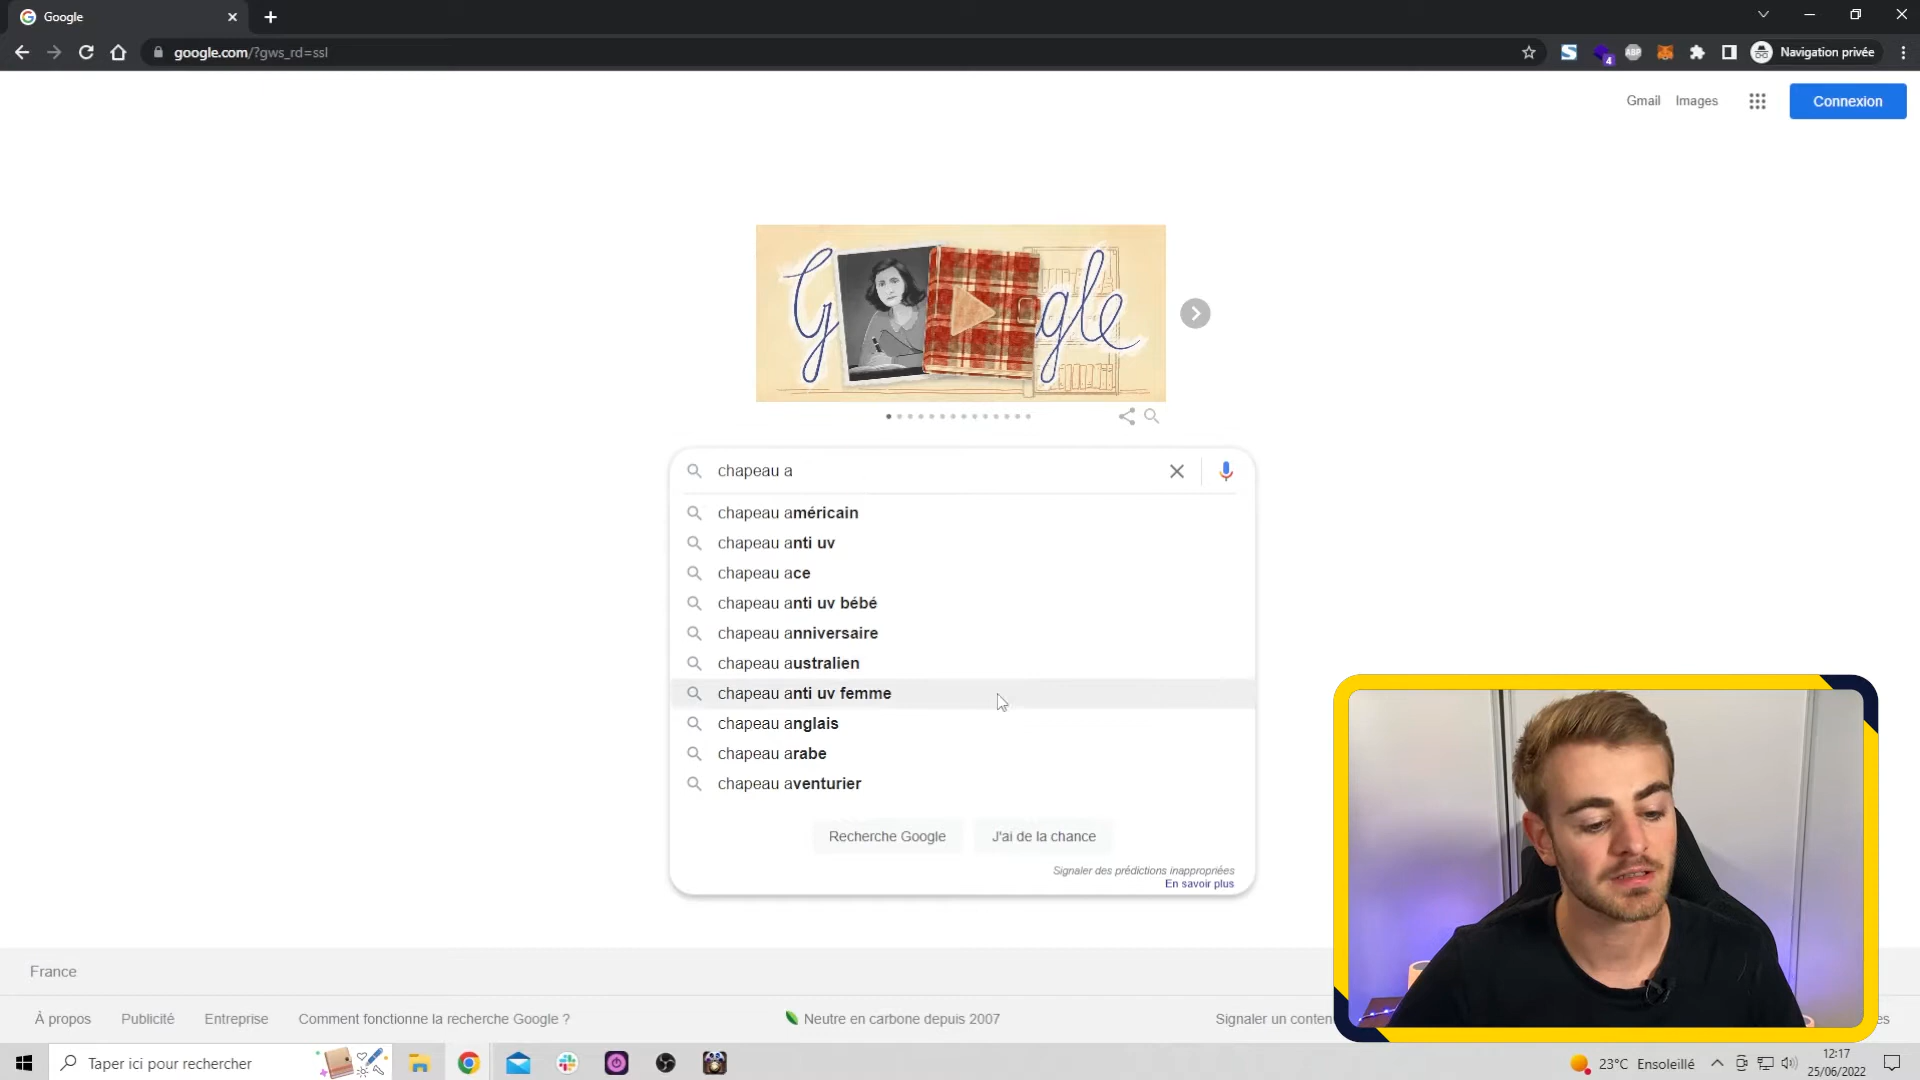 Google
google.com/?gws_rd=ssl
4
ABP
Navigation privée
Gmail
Images
Connexion
G gle
chapeau a
chapeau américain
chapeau anti uv
chapeau ace
chapeau anti uv bébé
chapeau anniversaire
chapeau australien
chapeau anti uv femme
chapeau anglais
chapeau arabe
chapeau aventurier
Recherche Google
J'ai de la chance
Signaler des prédictions inappropriées
En savoir plus
France
À propos
Publicité
Entreprise
Comment fonctionne la recherche Google ?
Neutre en carbone depuis 2007
Signaler un conten
es
Taper ici pour rechercher
23°C Ensoleillé
12:17
25/06/2022